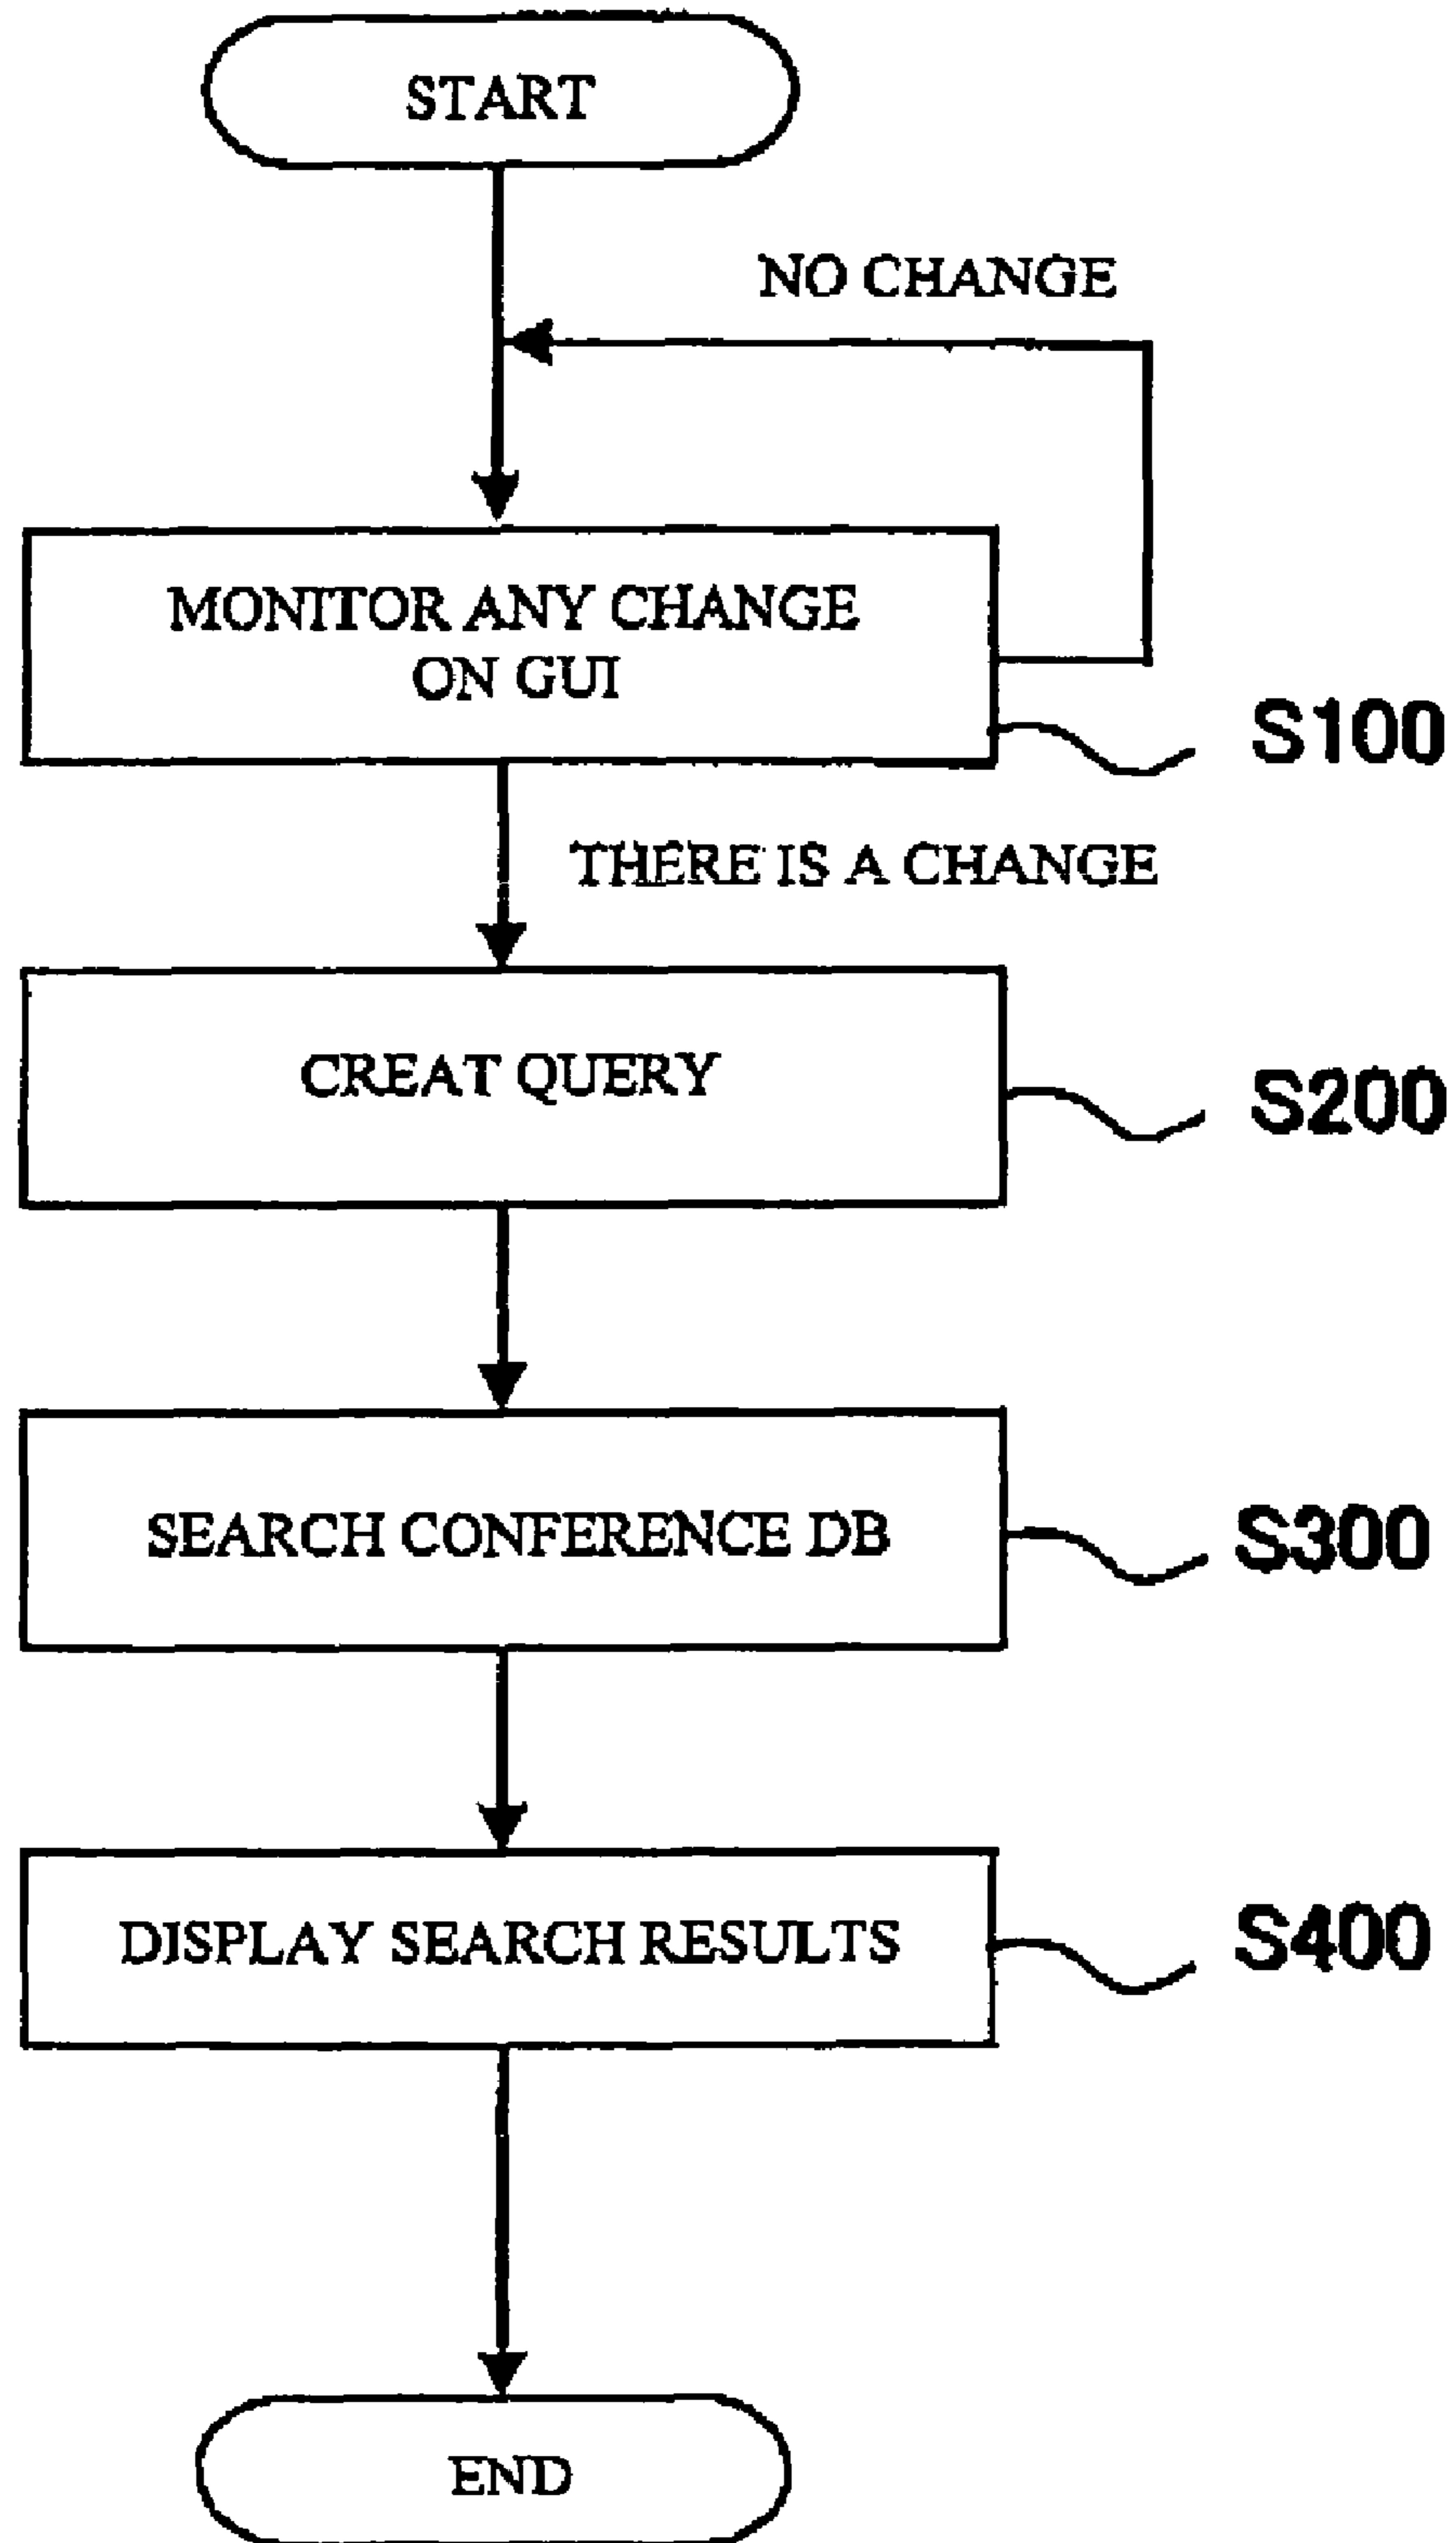 START
NO CHANGE
MONITOR ANY CHANGE
ON GUI
S100
THERE IS A CHANGE
CREAT QUERY
S200
SEARCH CONFERENCE DB
S300
DISPLAY SEARCH RESULTS
S400
END